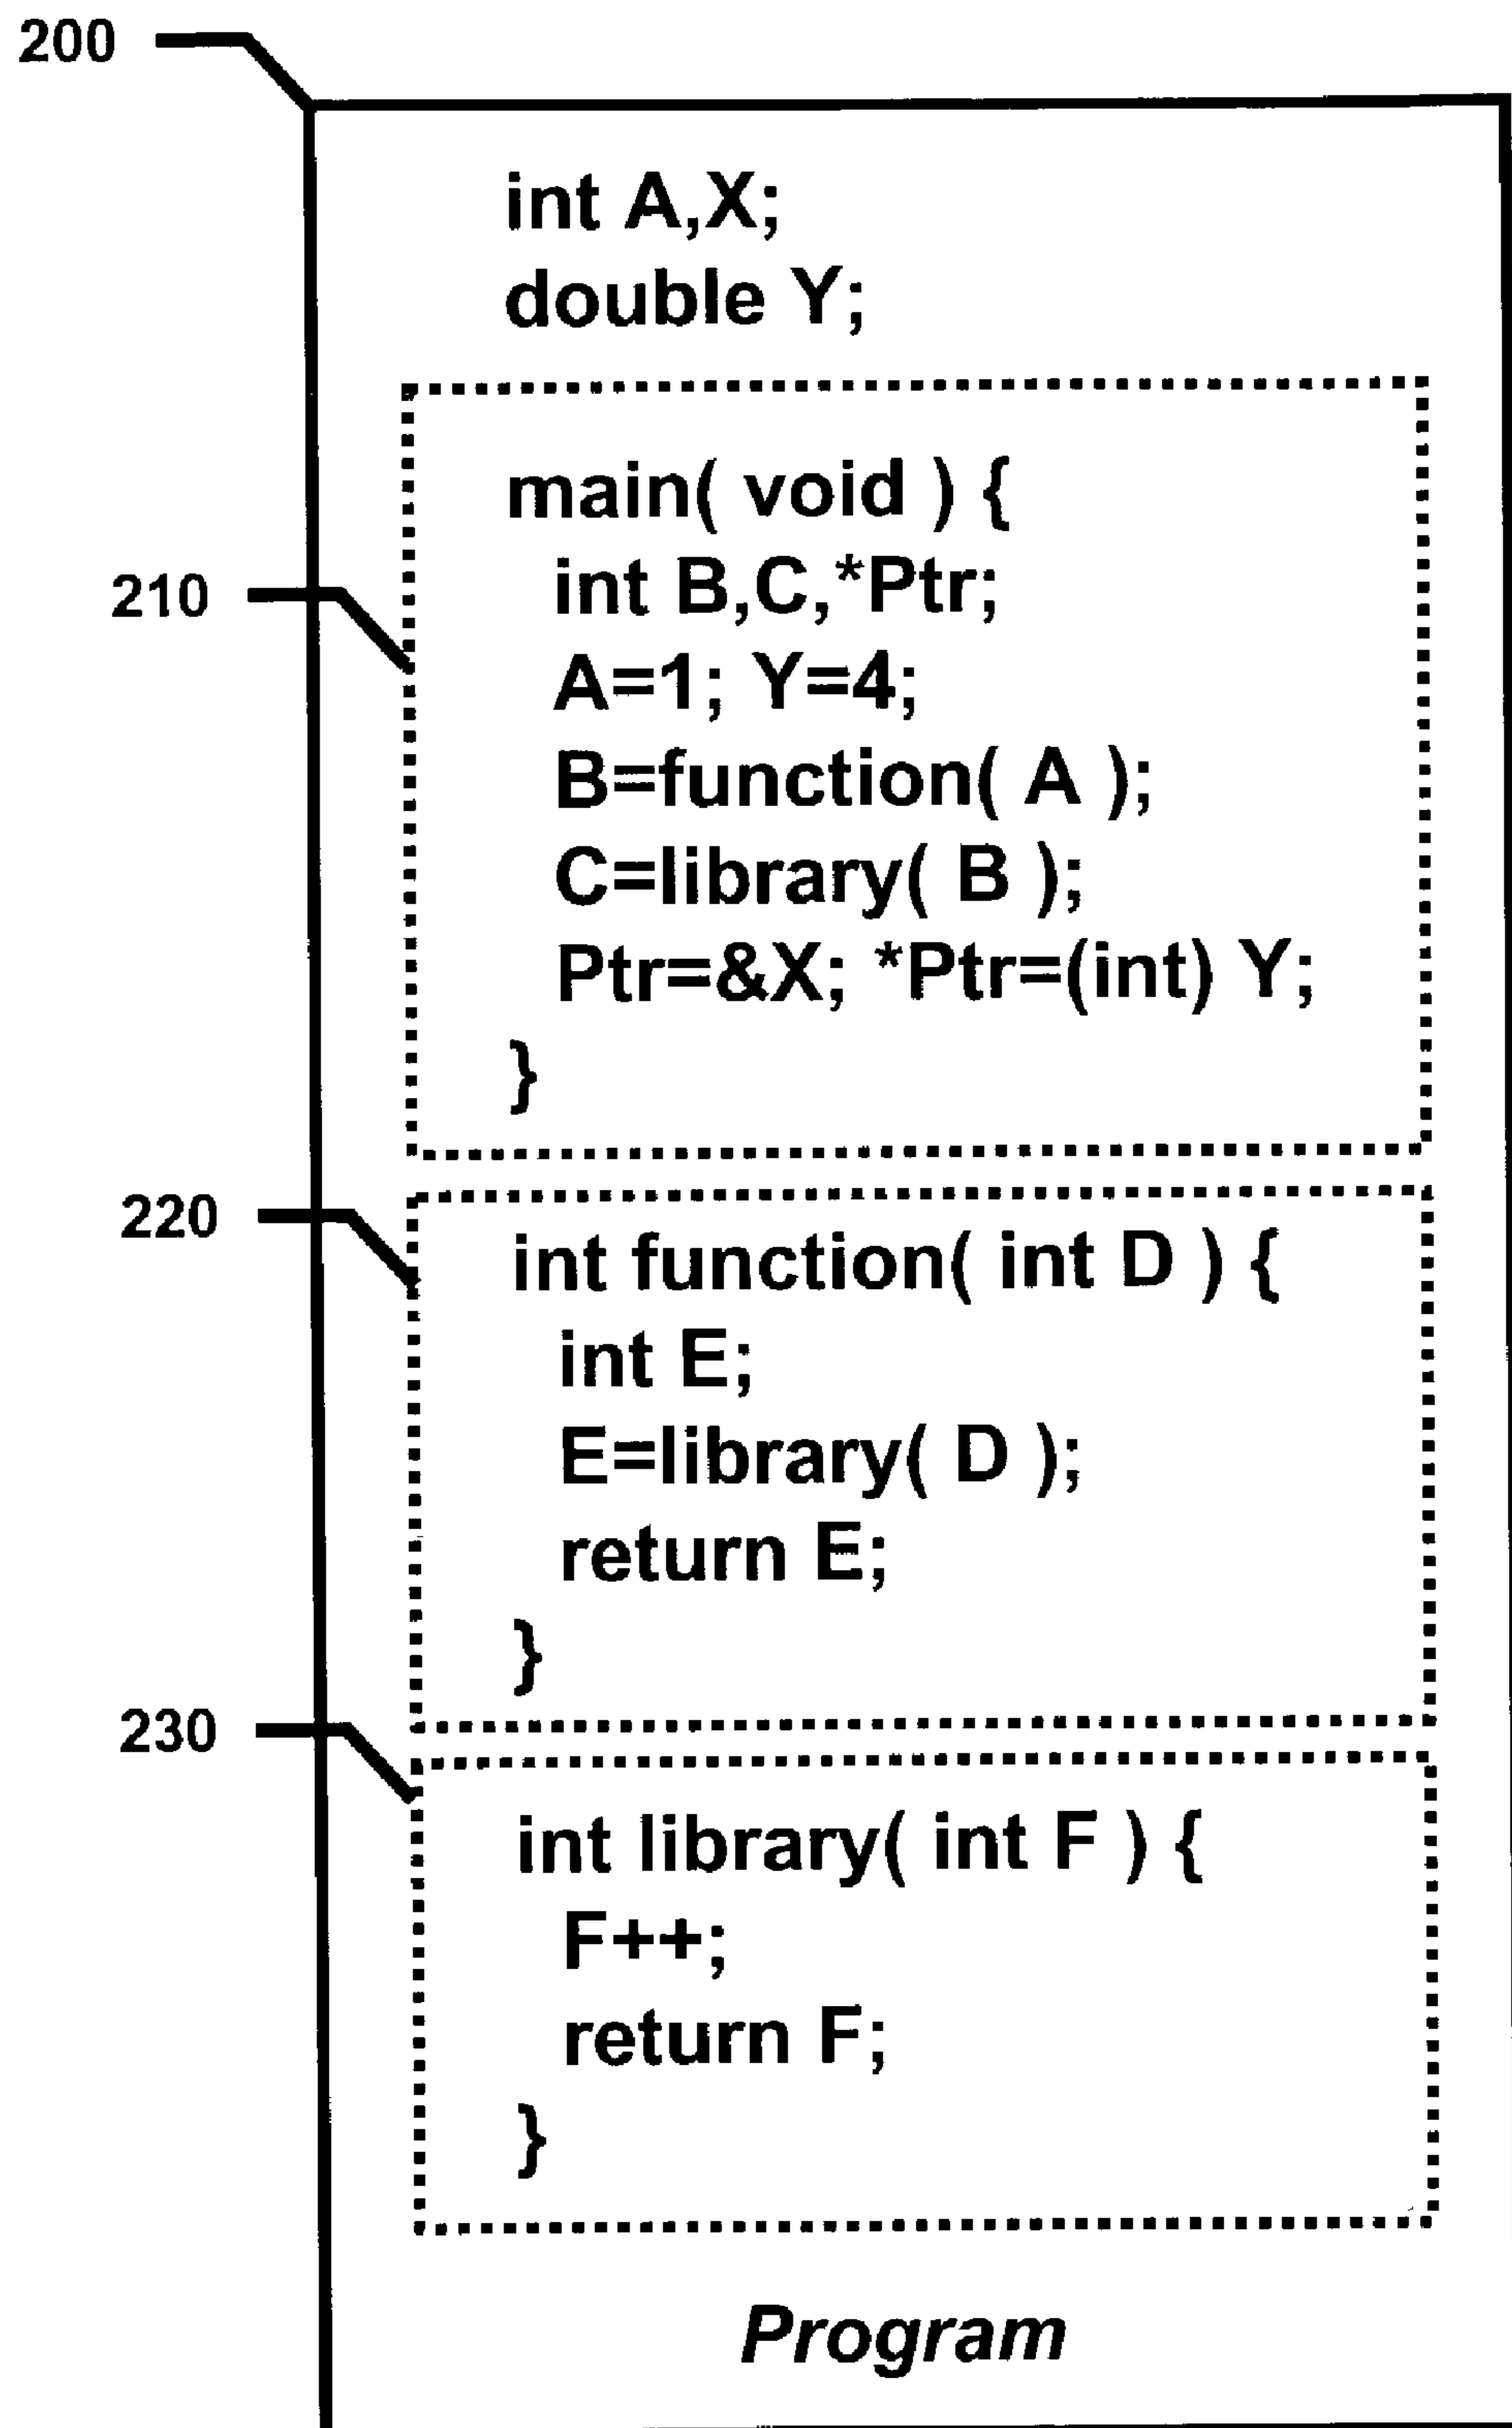 200
int A,X;
double Y;
main( void ) {
int B,C,*Ptr;
210
A=1; Y=4;
B=function( A );
C=library( B );
Ptr=&X; *Ptr=(int) Y;
}
220
int function( int D ) {
int E;
E=library( D );
return E;
}
230
int library( int F ) {
F++;
return F;
}
Program